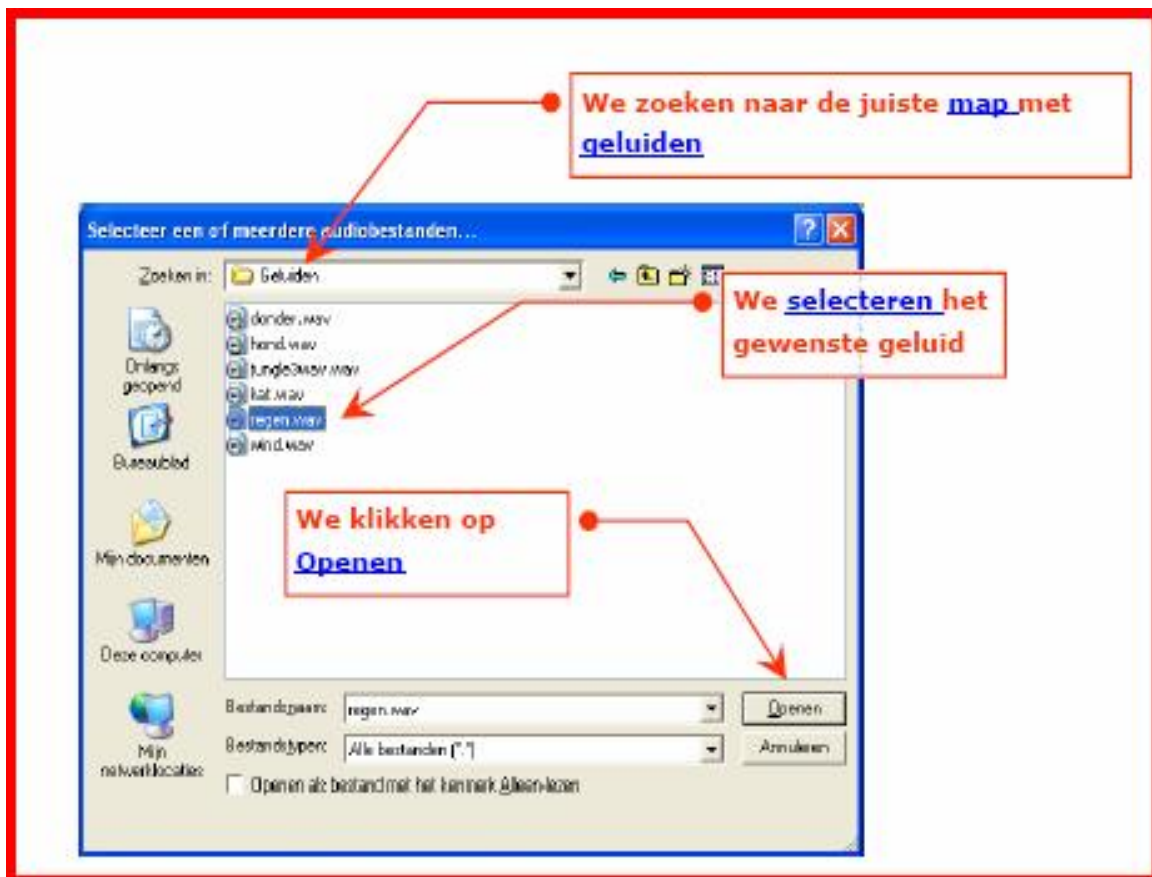 We zoeken naar de juiste map met
geluiden
Selecteer een of meerdere audiobestanden...
Zoeken in:
Geluiden
We selecteren het
gewenste geluid
donder.wav
hond.wav
jungle3wav.wav
kat.wav
regen.wav
wind.wav
Onlangs
geopend
Bureaublad
Mijn documenten
Deze computer
Mijn
netwerklocaties
We klikken op
Openen
Bestandsnaam:
regen.wav
Openen
Bestandstypen:
Alle bestanden (*.*)
Annuleren
Openen als bestand met het kenmerk Alleen-lezen